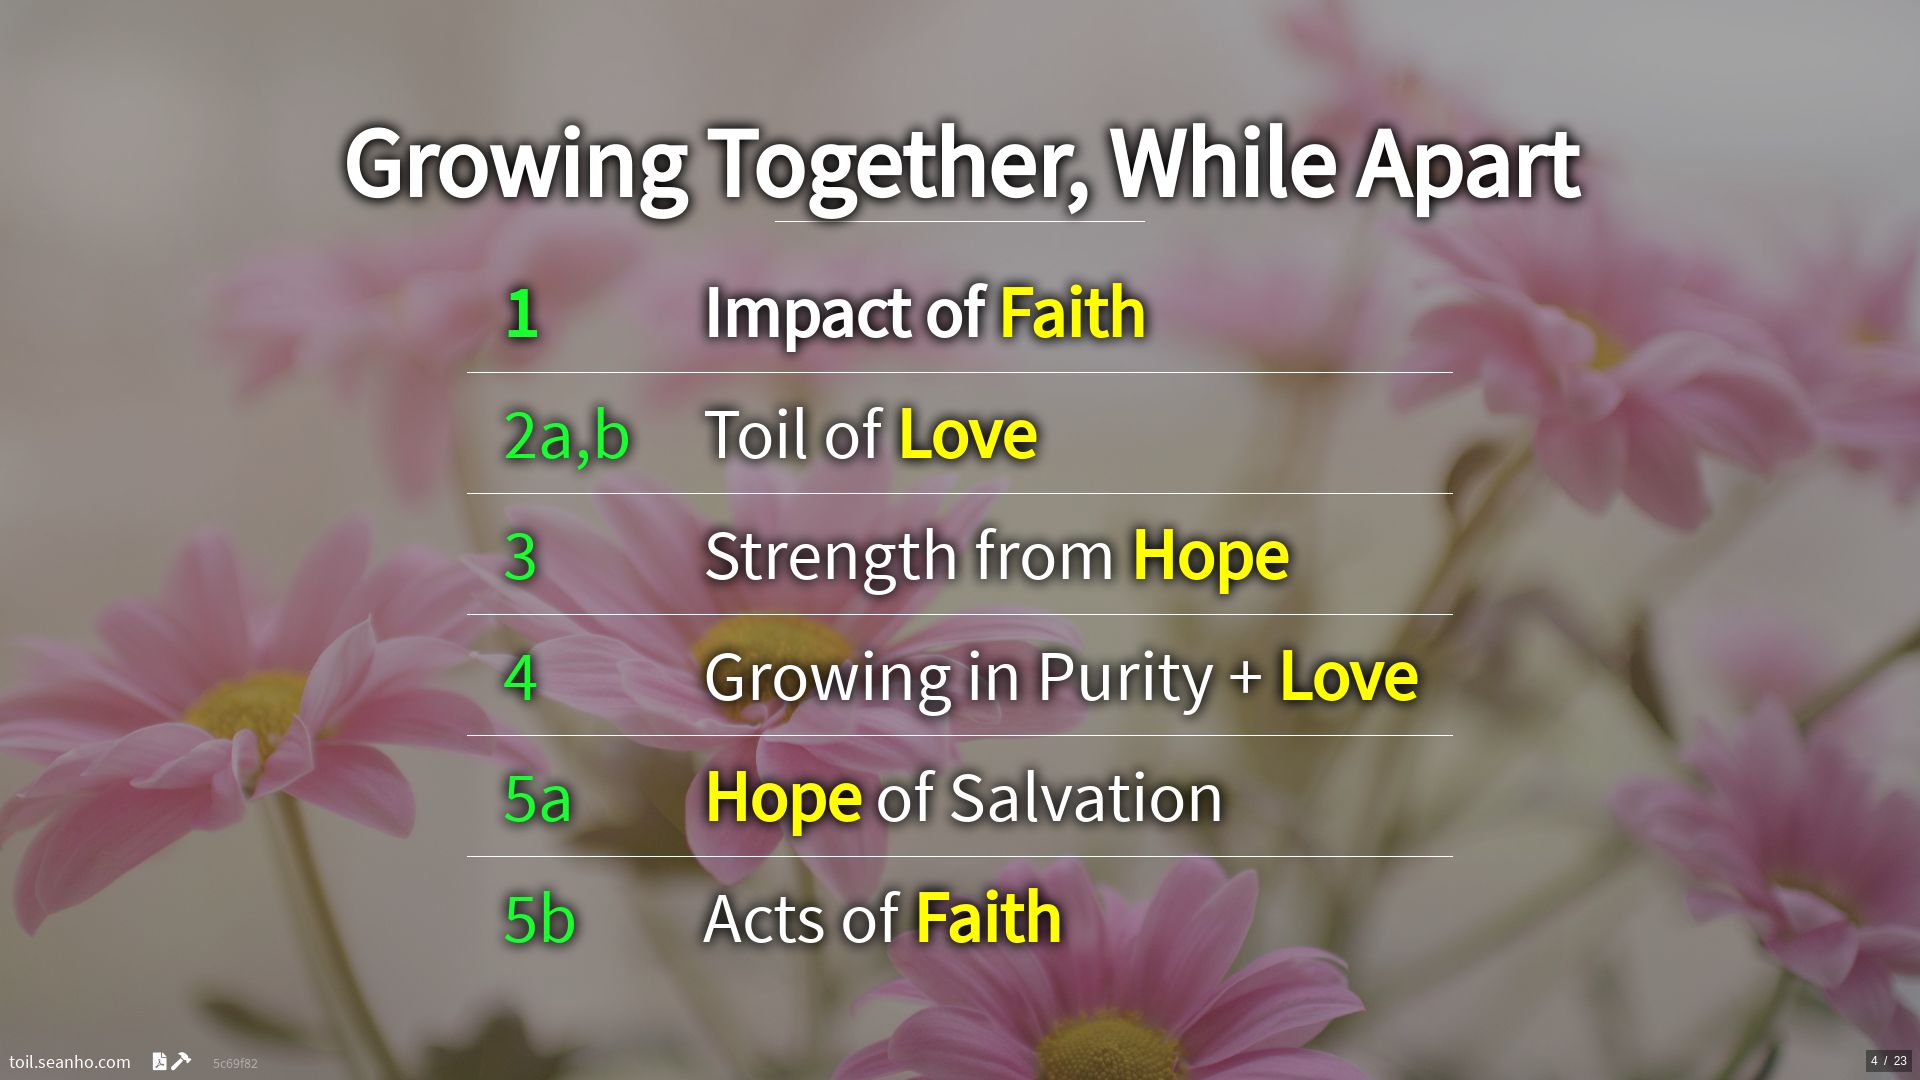 Growing Together, While Apart
1 Impact of Faith
2a,b Toil of Love
3 Strength from Hope
4 Growing in Purity + Love
5a Hope of Salvation
5b Acts of Faith
toil.seanho.com 5c69f82
4 / 23